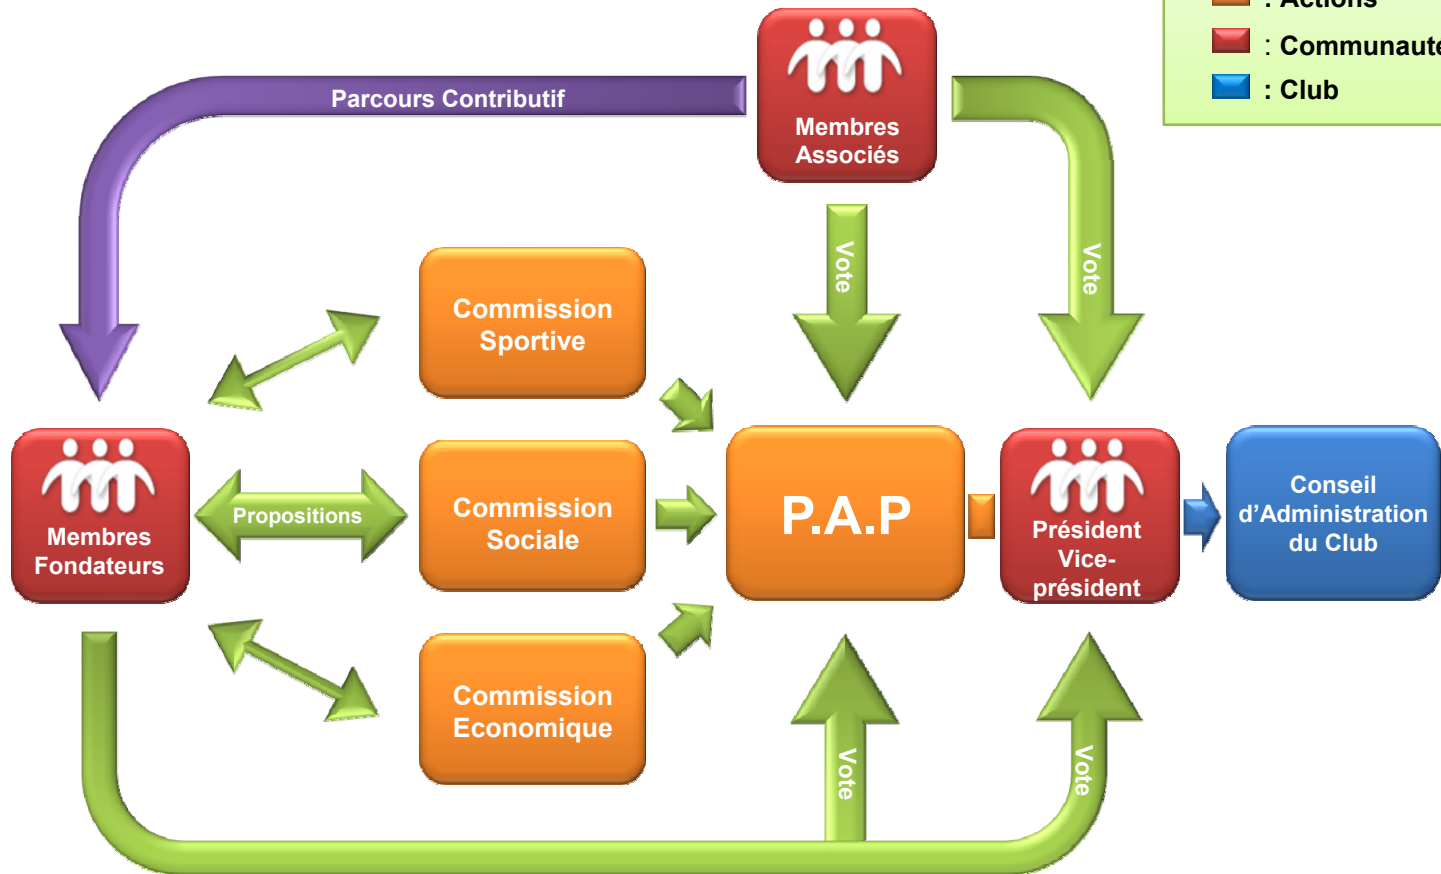 : Actions
: Communauté
: Club
Parcours Contributif
Membres
Associés
Vote
Vote
Commission
Sportive
Membres
Fondateurs
Propositions
Commission
Sociale
P.A.P
Président
Vice-
président
Conseil
d'Administration
du Club
Commission
Economique
Vote
Vote